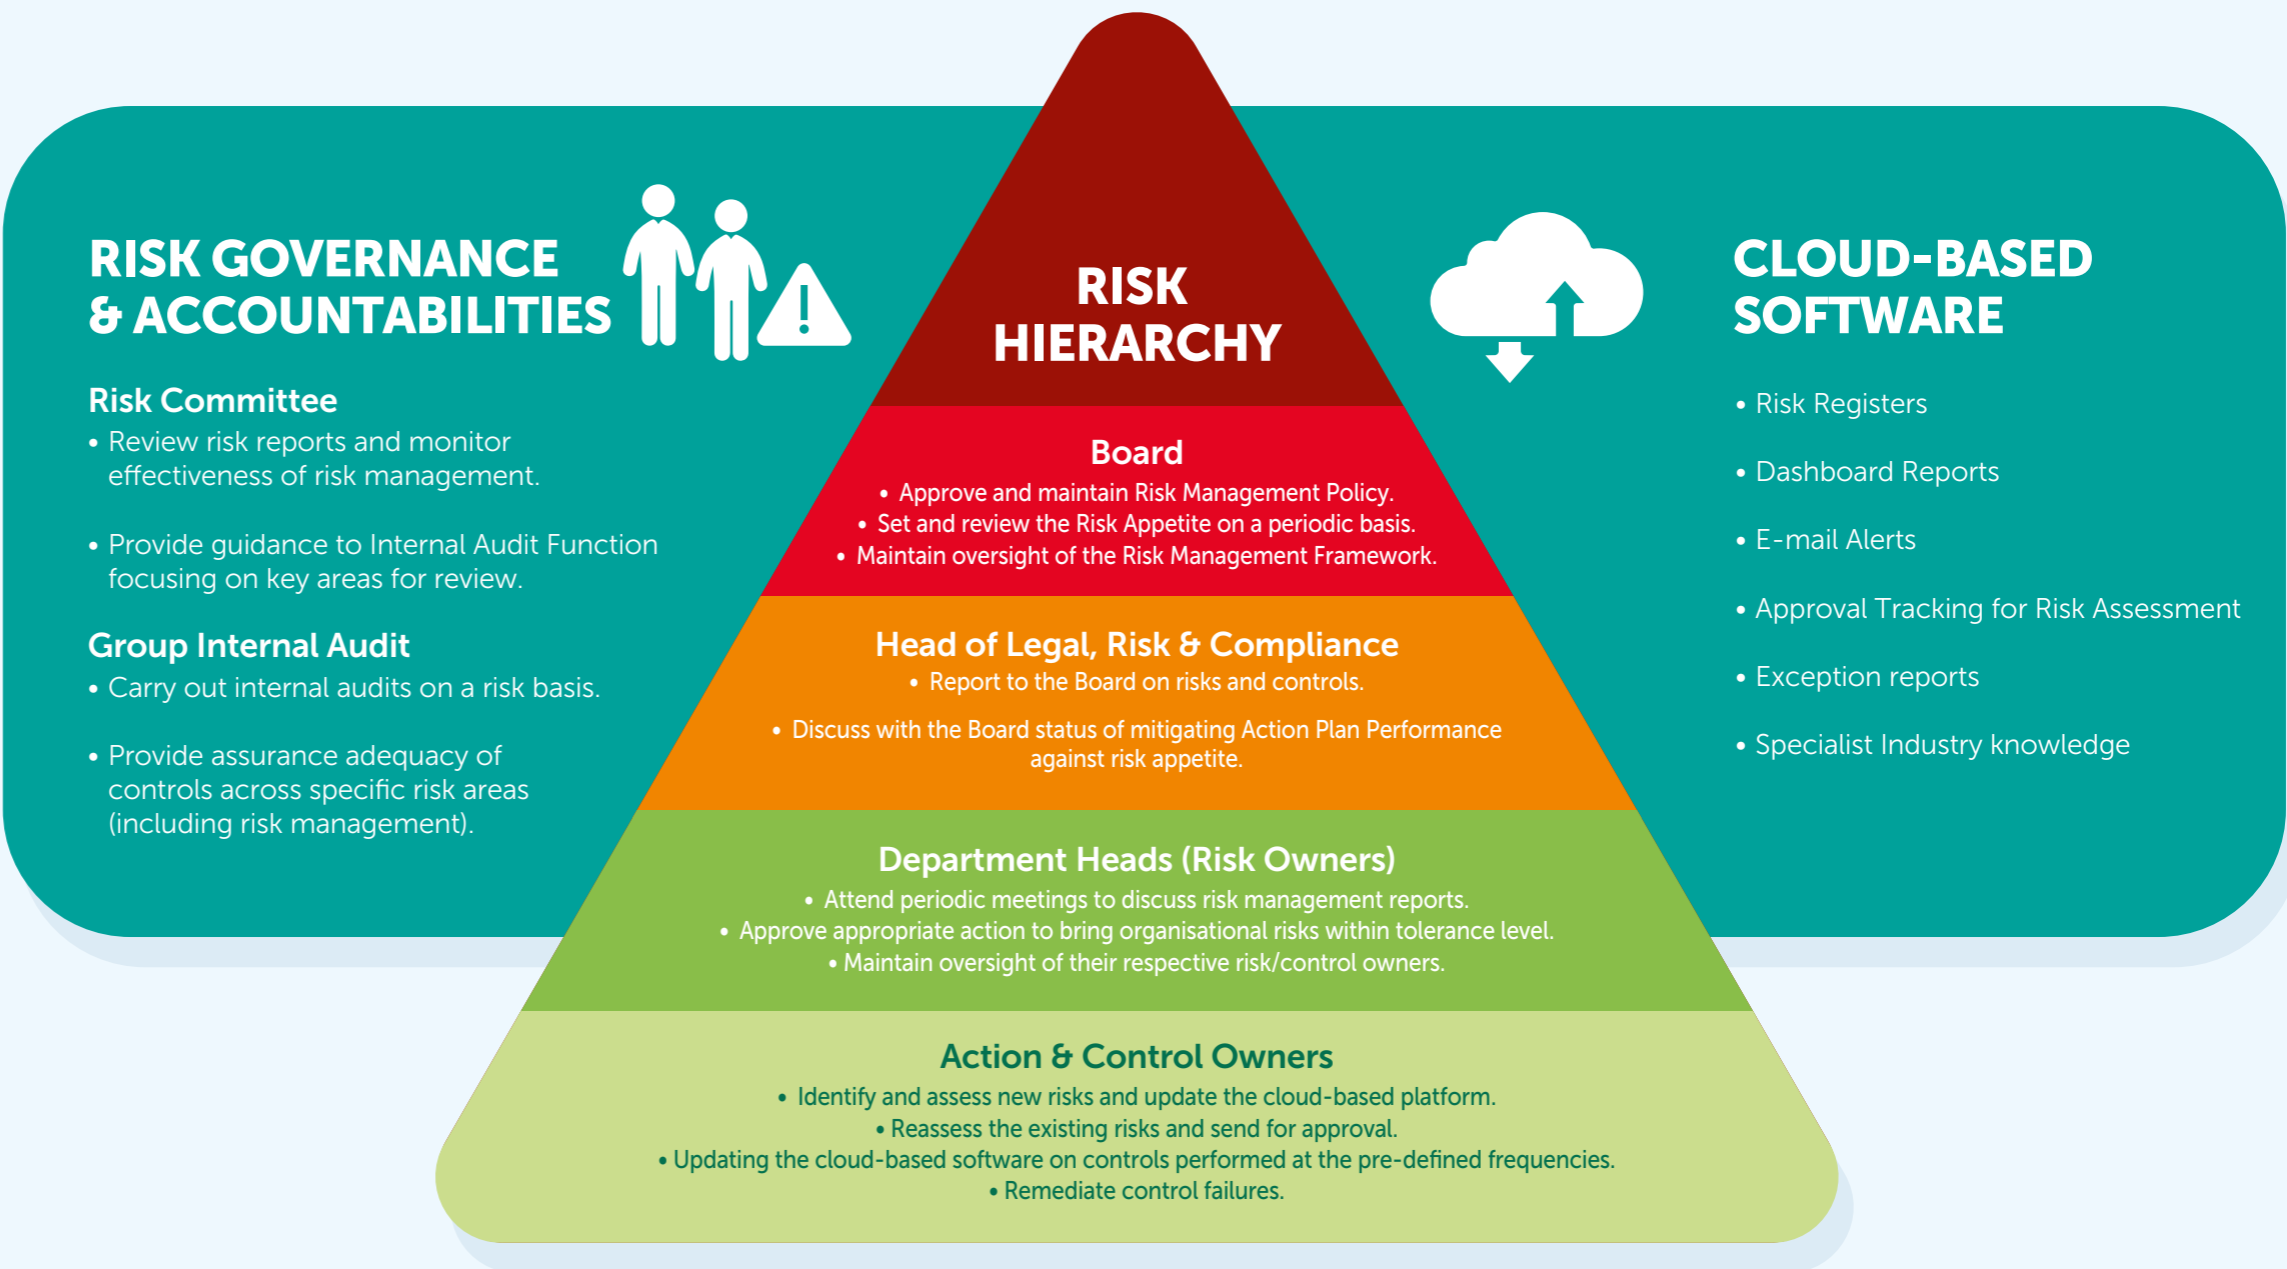 RISK GOVERNANCE
& ACCOUNTABILITIES
Risk Committee
• Review risk reports and monitor
effectiveness of risk management.
• Provide guidance to Internal Audit Function
focusing on key areas for review.
Group Internal Audit
• Carry out internal audits on a risk basis.
• Provide assurance adequacy of
controls across specific risk areas
(including risk management).
RISK
HIERARCHY
Board
• Approve and maintain Risk Management Policy.
• Set and review the Risk Appetite on a periodic basis.
• Maintain oversight of the Risk Management Framework.
Head of Legal, Risk & Compliance
• Report to the Board on risks and controls.
• Discuss with the Board status of mitigating Action Plan Performance
against risk appetite.
Department Heads (Risk Owners)
• Attend periodic meetings to discuss risk management reports.
• Approve appropriate action to bring organisational risks within tolerance level.
• Maintain oversight of their respective risk/control owners.
Action & Control Owners
• Identify and assess new risks and update the cloud-based platform.
• Reassess the existing risks and send for approval.
• Updating the cloud-based software on controls performed at the pre-defined frequencies.
• Remediate control failures.
CLOUD-BASED
SOFTWARE
• Risk Registers
• Dashboard Reports
• E-mail Alerts
• Approval Tracking for Risk Assessment
• Exception reports
• Specialist Industry knowledge